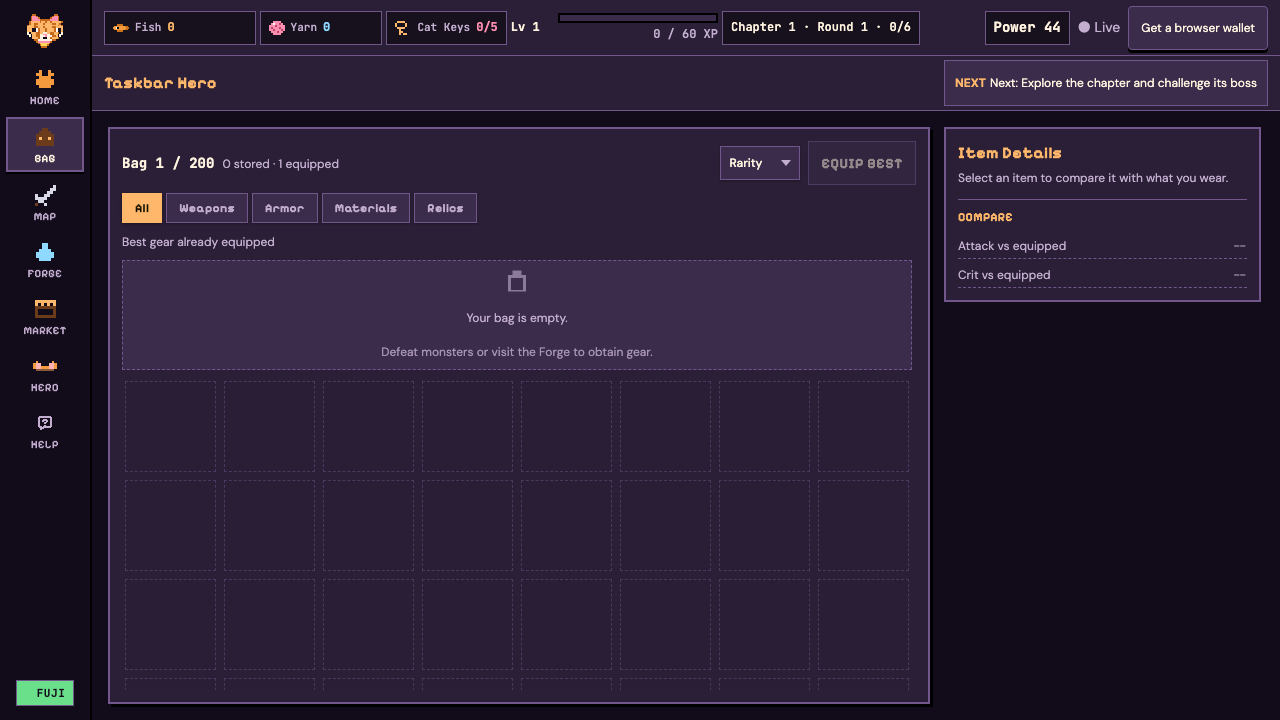 Fish 0
Yarn 0
Cat Keys 0/5
Lv 1
0 / 60 XP
Chapter 1 · Round 1 · 0/6
Power 44
Live
Get a browser wallet
HOME
BAG
MAP
FORGE
MARKET
HERO
HELP
FUJI
Taskbar Hero
NEXT Next: Explore the chapter and challenge its boss
Bag 1 / 200 0 stored · 1 equipped
Rarity
EQUIP BEST
All
Weapons
Armor
Materials
Relios
Best gear already equipped
Your bag is empty.
Defeat monsters or visit the Forge to obtain gear.
Item Details
Select an item to compare it with what you wear.
COMPARE
Attack vs equipped --
Crit vs equipped --